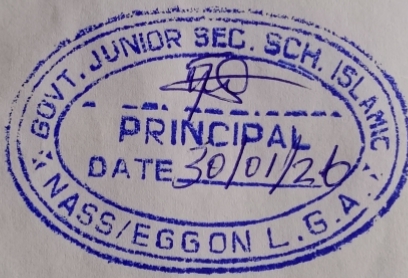 GOVT. JUNIOR SEC. SCH. ISLAMIC
PRINCIPAL
DATE 30/01/26
NASS/EGGON L.G.A.